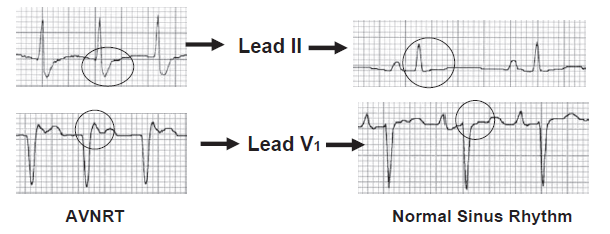 Lead II
Lead V1
AVNRT
Normal Sinus Rhythm